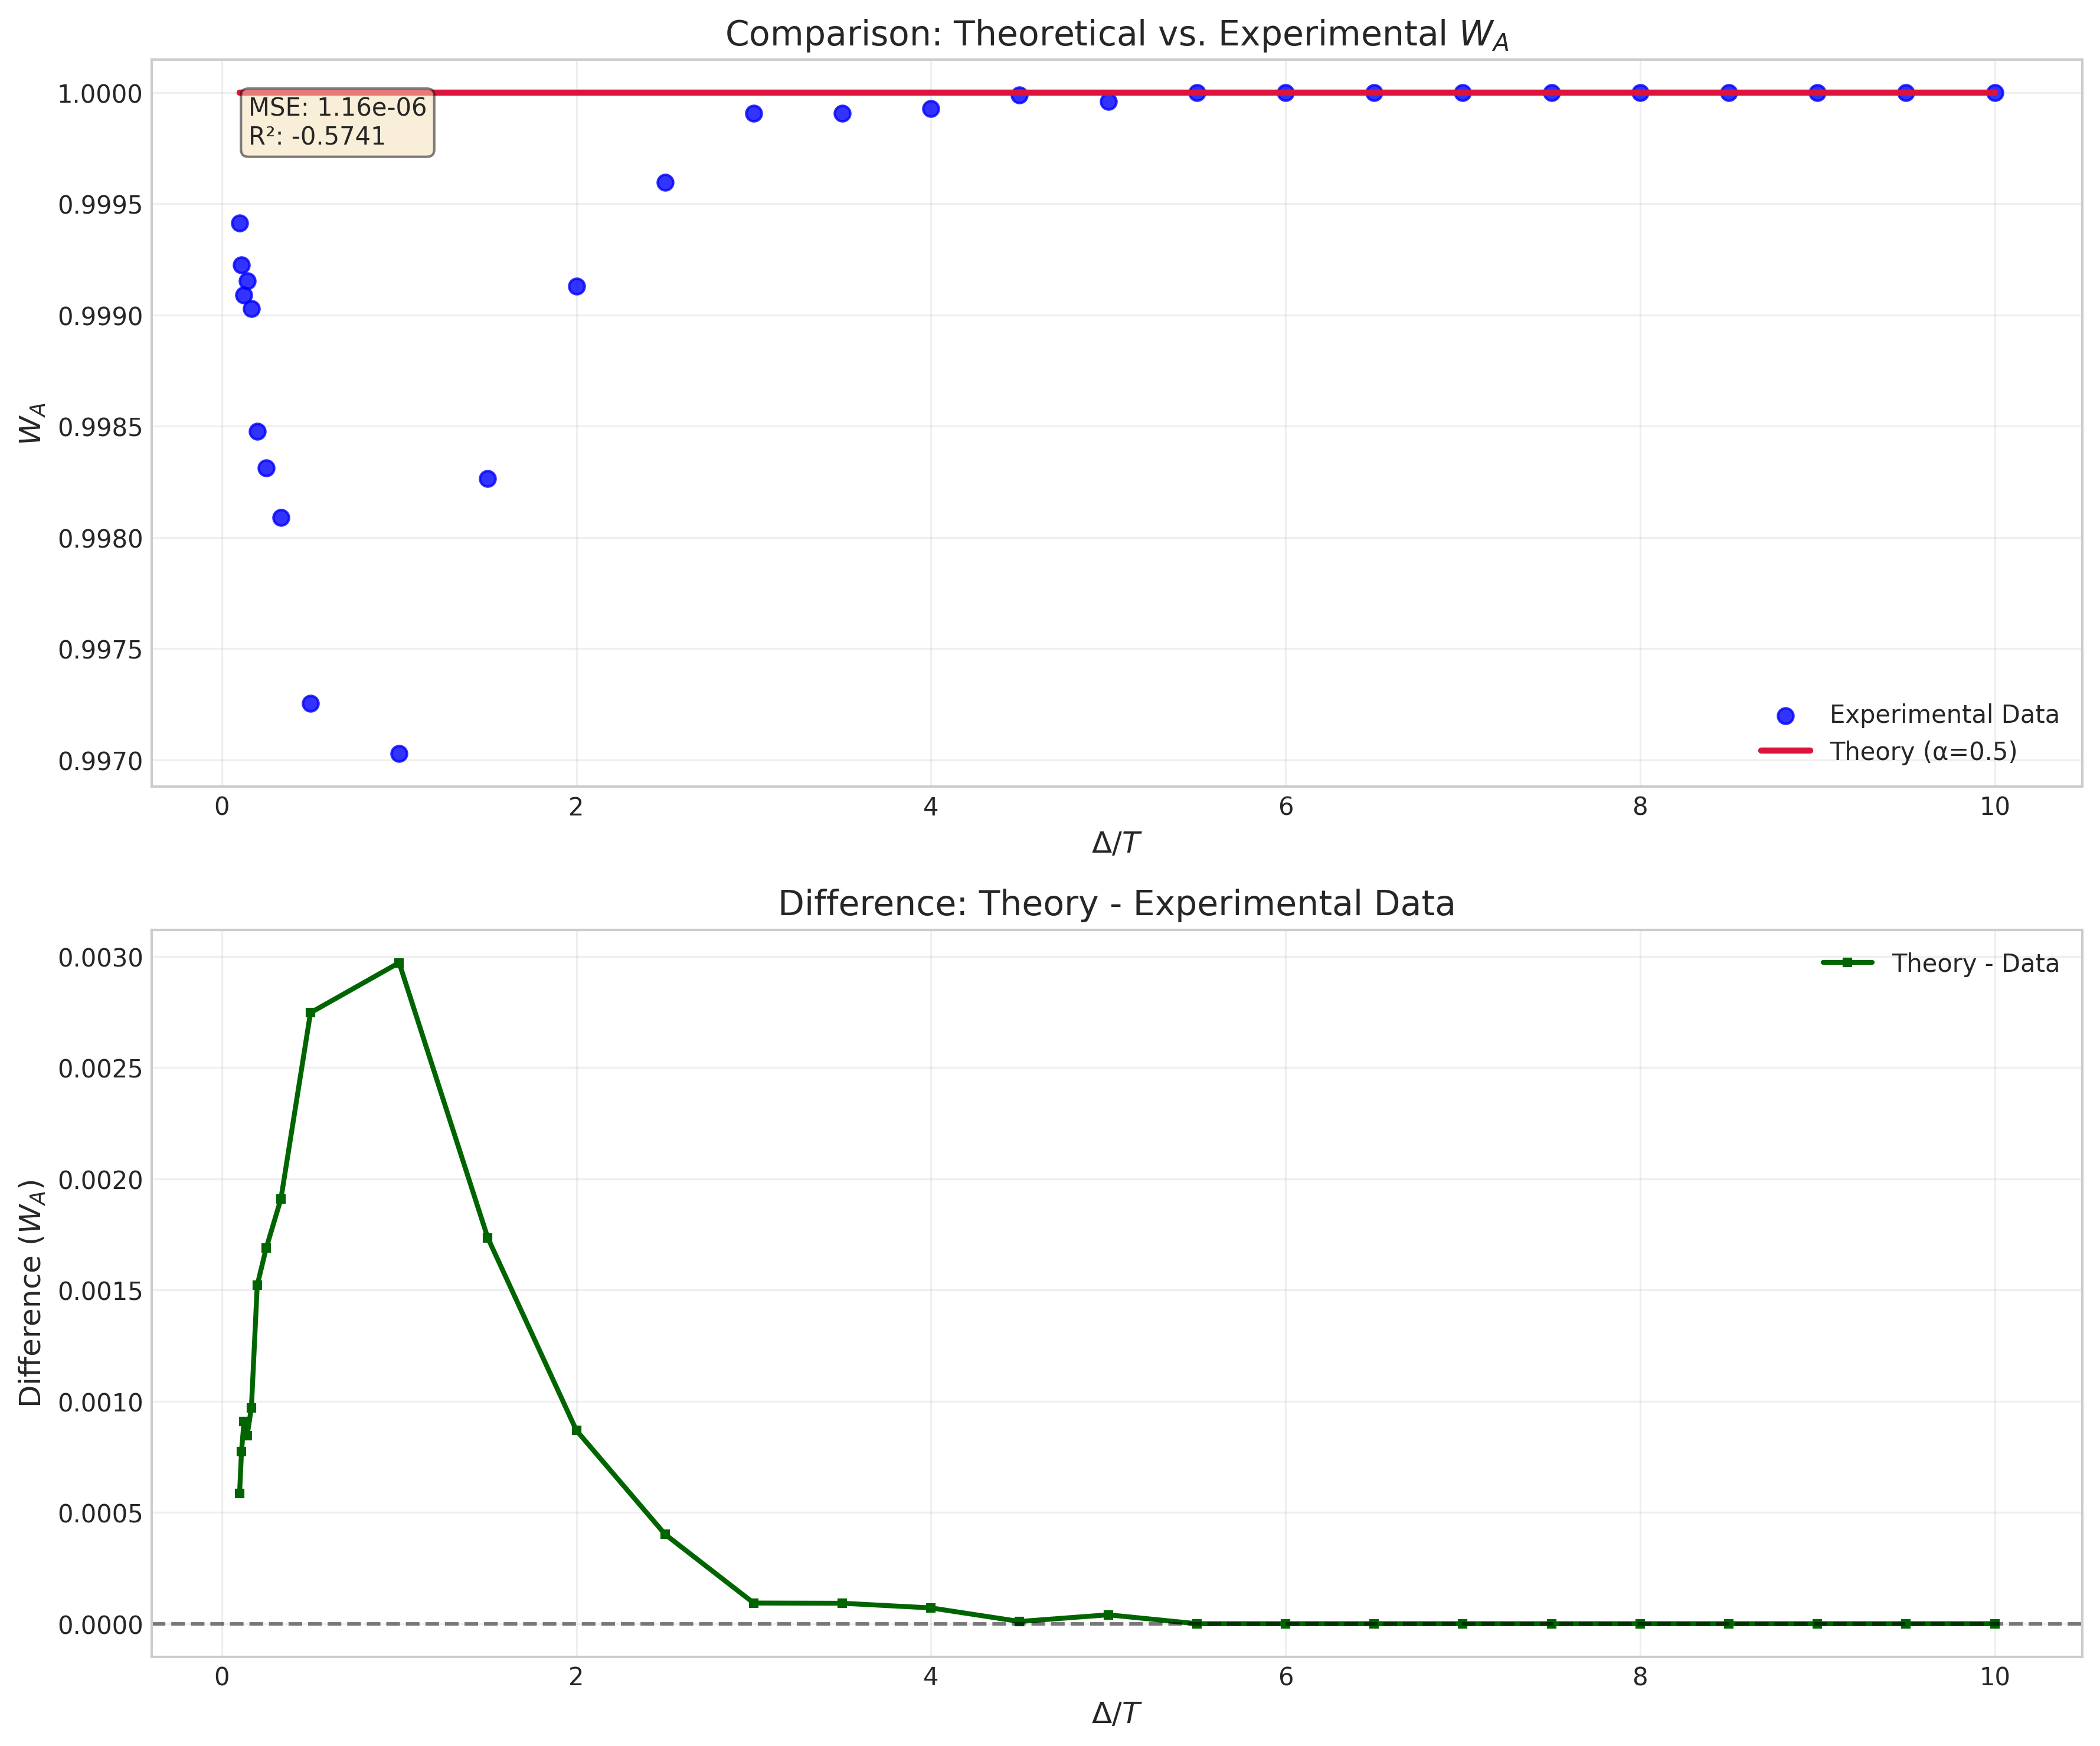 Comparison: Theoretical vs. Experimental W_A
1.0000
0.9995
0.9990
0.9985
0.9980
0.9975
0.9970
W_A
MSE: 1.16e-06
R²: -0.5741
Experimental Data
Theory (α=0.5)
0 2 4 6 8 10
Δ/T
Difference: Theory - Experimental Data
0.0030
0.0025
0.0020
0.0015
0.0010
0.0005
0.0000
Difference (W_A)
Theory - Data
0 2 4 6 8 10
Δ/T